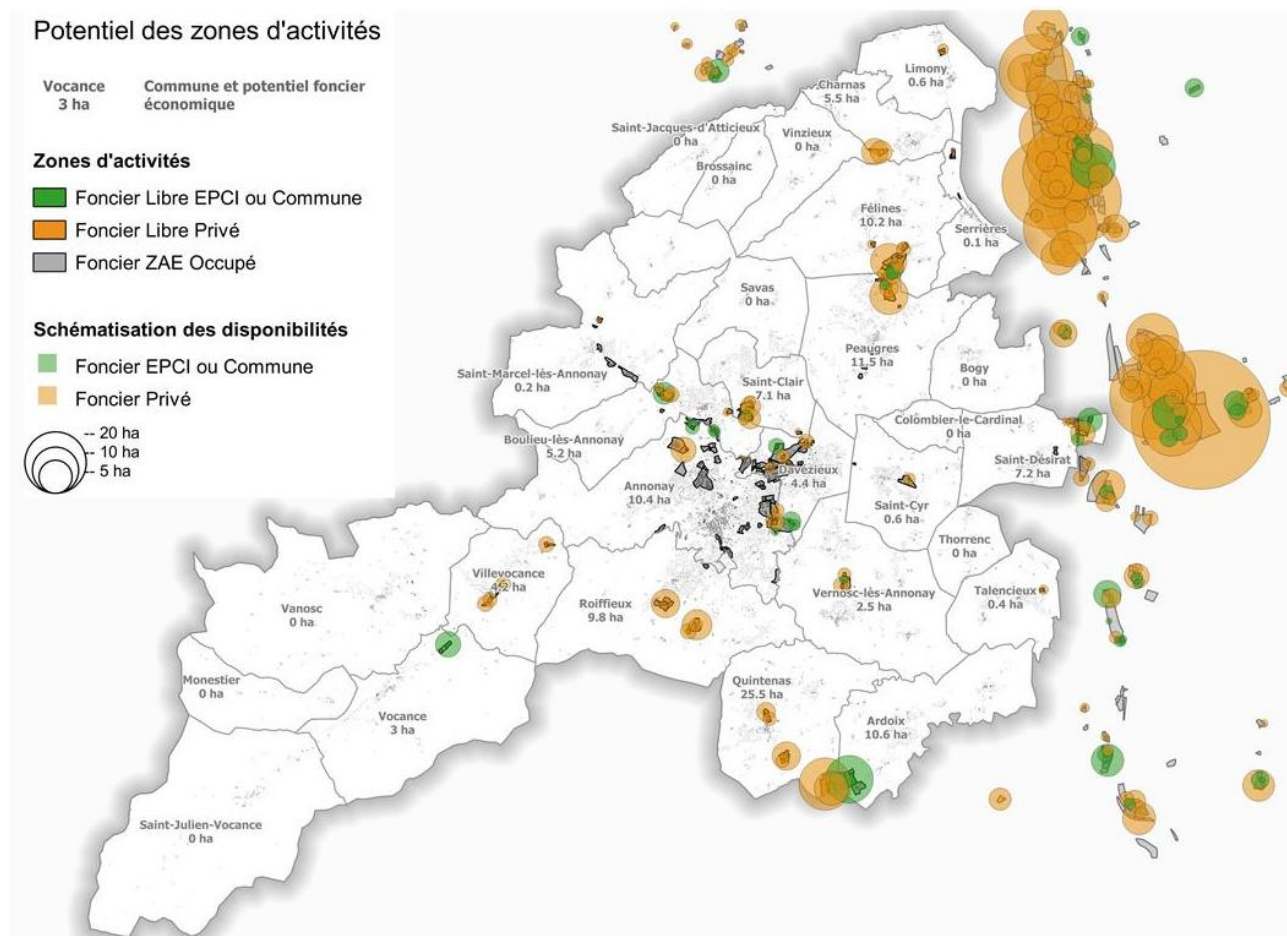 Potentiel des zones d'activités
Vocance
3 ha
Commune et potentiel foncier
économique
Zones d'activités
Foncier Libre EPCI ou Commune
Foncier Libre Privé
Foncier ZAE Occupé
Schématisation des disponibilités
Foncier EPCI ou Commune
Foncier Privé
-- 20 ha
-- 10 ha
-- 5 ha
Limony
0.6 ha
Charnas
5.5 ha
Saint-Jacques-d'Atticieux
0 ha
Vinzieux
0 ha
Brossainc
0 ha
Félines
10.2 ha
Serrières
0.1 ha
Savas
0 ha
Peaugres
11.5 ha
Bogy
0 ha
Saint-Marcel-lès-Annonay
0.2 ha
Saint-Clair
7.1 ha
Colombier-le-Cardinal
0 ha
Boulieu-lès-Annonay
5.2 ha
Saint-Désirat
7.2 ha
Davézieux
4.4 ha
Annonay
10.4 ha
Saint-Cyr
0.6 ha
Thorrenc
0 ha
Villevocance
4.2 ha
Vernosc-lès-Annonay
2.5 ha
Talencieux
0.4 ha
Roiffieux
9.8 ha
Vanosc
0 ha
Monestier
0 ha
Quintenas
25.5 ha
Vocance
3 ha
Ardoix
10.6 ha
Saint-Julien-Vocance
0 ha